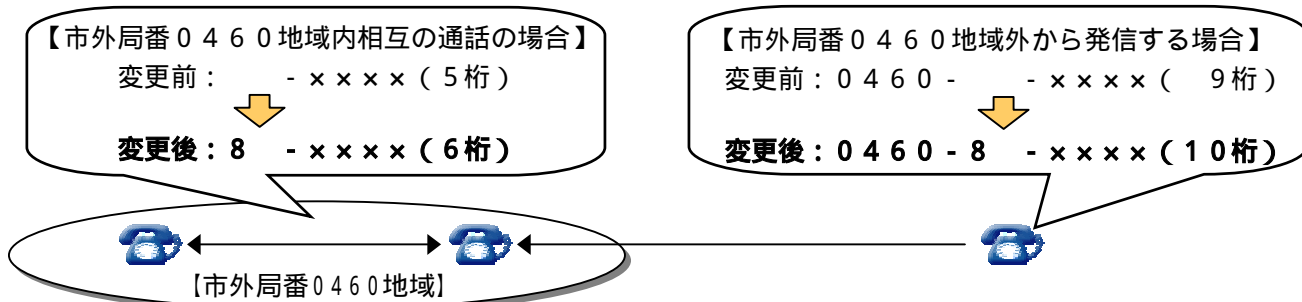 【市外局番０４６０地域内相互の通話の場合】
変更前：　　-××××（５桁）
変更後：８　-××××（６桁）
【市外局番０４６０地域外から発信する場合】
変更前：０４６０-　　-××××（　９桁）
変更後：０４６０-８　-××××（１０桁）
【市外局番０４６０地域】